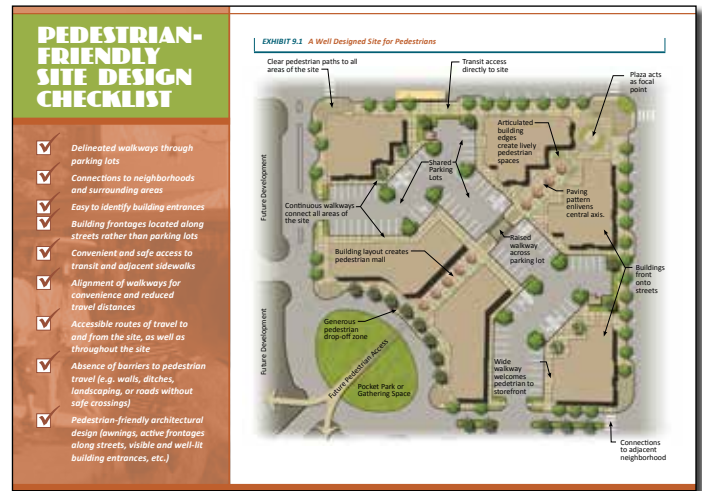 PEDESTRIAN-
FRIENDLY
SITE DESIGN
CHECKLIST
Delineated walkways through
parking lots
Connections to neighborhoods
and surrounding areas
Easy to identify building entrances
Building frontages located along
streets rather than parking lots
Convenient and safe access to
transit and adjacent sidewalks
Alignment of walkways for
convenience and reduced
travel distances
Accessible routes of travel to
and from the site, as well as
throughout the site
Absence of barriers to pedestrian
travel (e.g. walls, ditches,
landscaping, or roads without
safe crossings)
Pedestrian-friendly architectural
design (awnings, active frontages
along streets, visible and well-lit
building entrances, etc.)
EXHIBIT 9.1 A Well Designed Site for Pedestrians
Clear pedestrian paths to all
areas of the site
Transit access
directly to site
Plaza acts
as focal
point
Articulated
building
edges
create lively
pedestrian
spaces
Shared
Parking
Lots
Future Development
Paving
pattern
enlivens
central axis.
Continuous walkways
connect all areas of
the site
Raised
walkway
across
parking lot
Building layout creates
pedestrian mall
Buildings
front
onto
streets
Generous
pedestrian
drop-off zone
Future Development
Future Pedestrian Access
Pocket Park or
Gathering Space
Wide
walkway
welcomes
pedetrian to
storefront
Connections
to adjacent
neighborhood